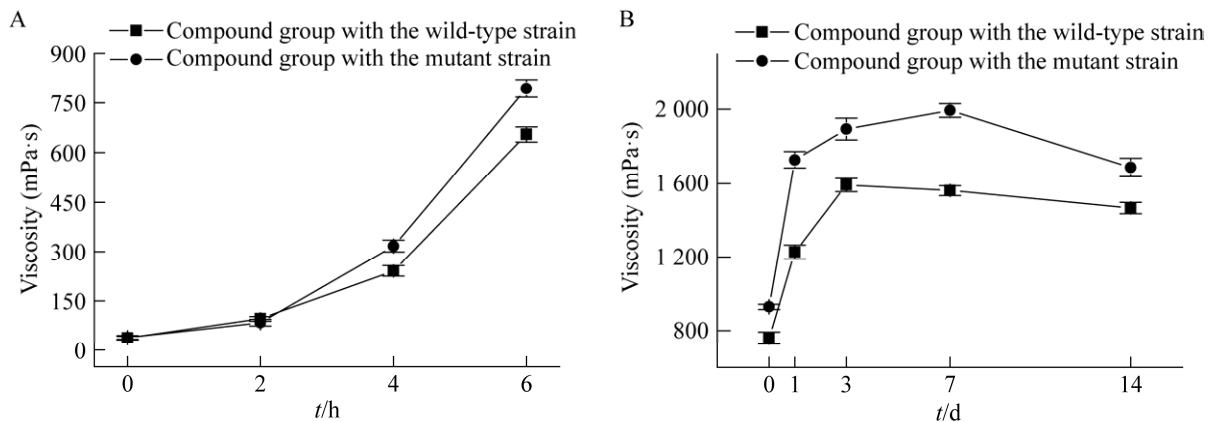 A
Compound group with the wild-type strain
Compound group with the mutant strain
900
750
600
450
300
150
0
Viscosity (mPa·s)
0 2 4 6
t/h
B
Compound group with the wild-type strain
Compound group with the mutant strain
2 000
1 600
1 200
800
Viscosity (mPa·s)
0 1 3 7 14
t/d